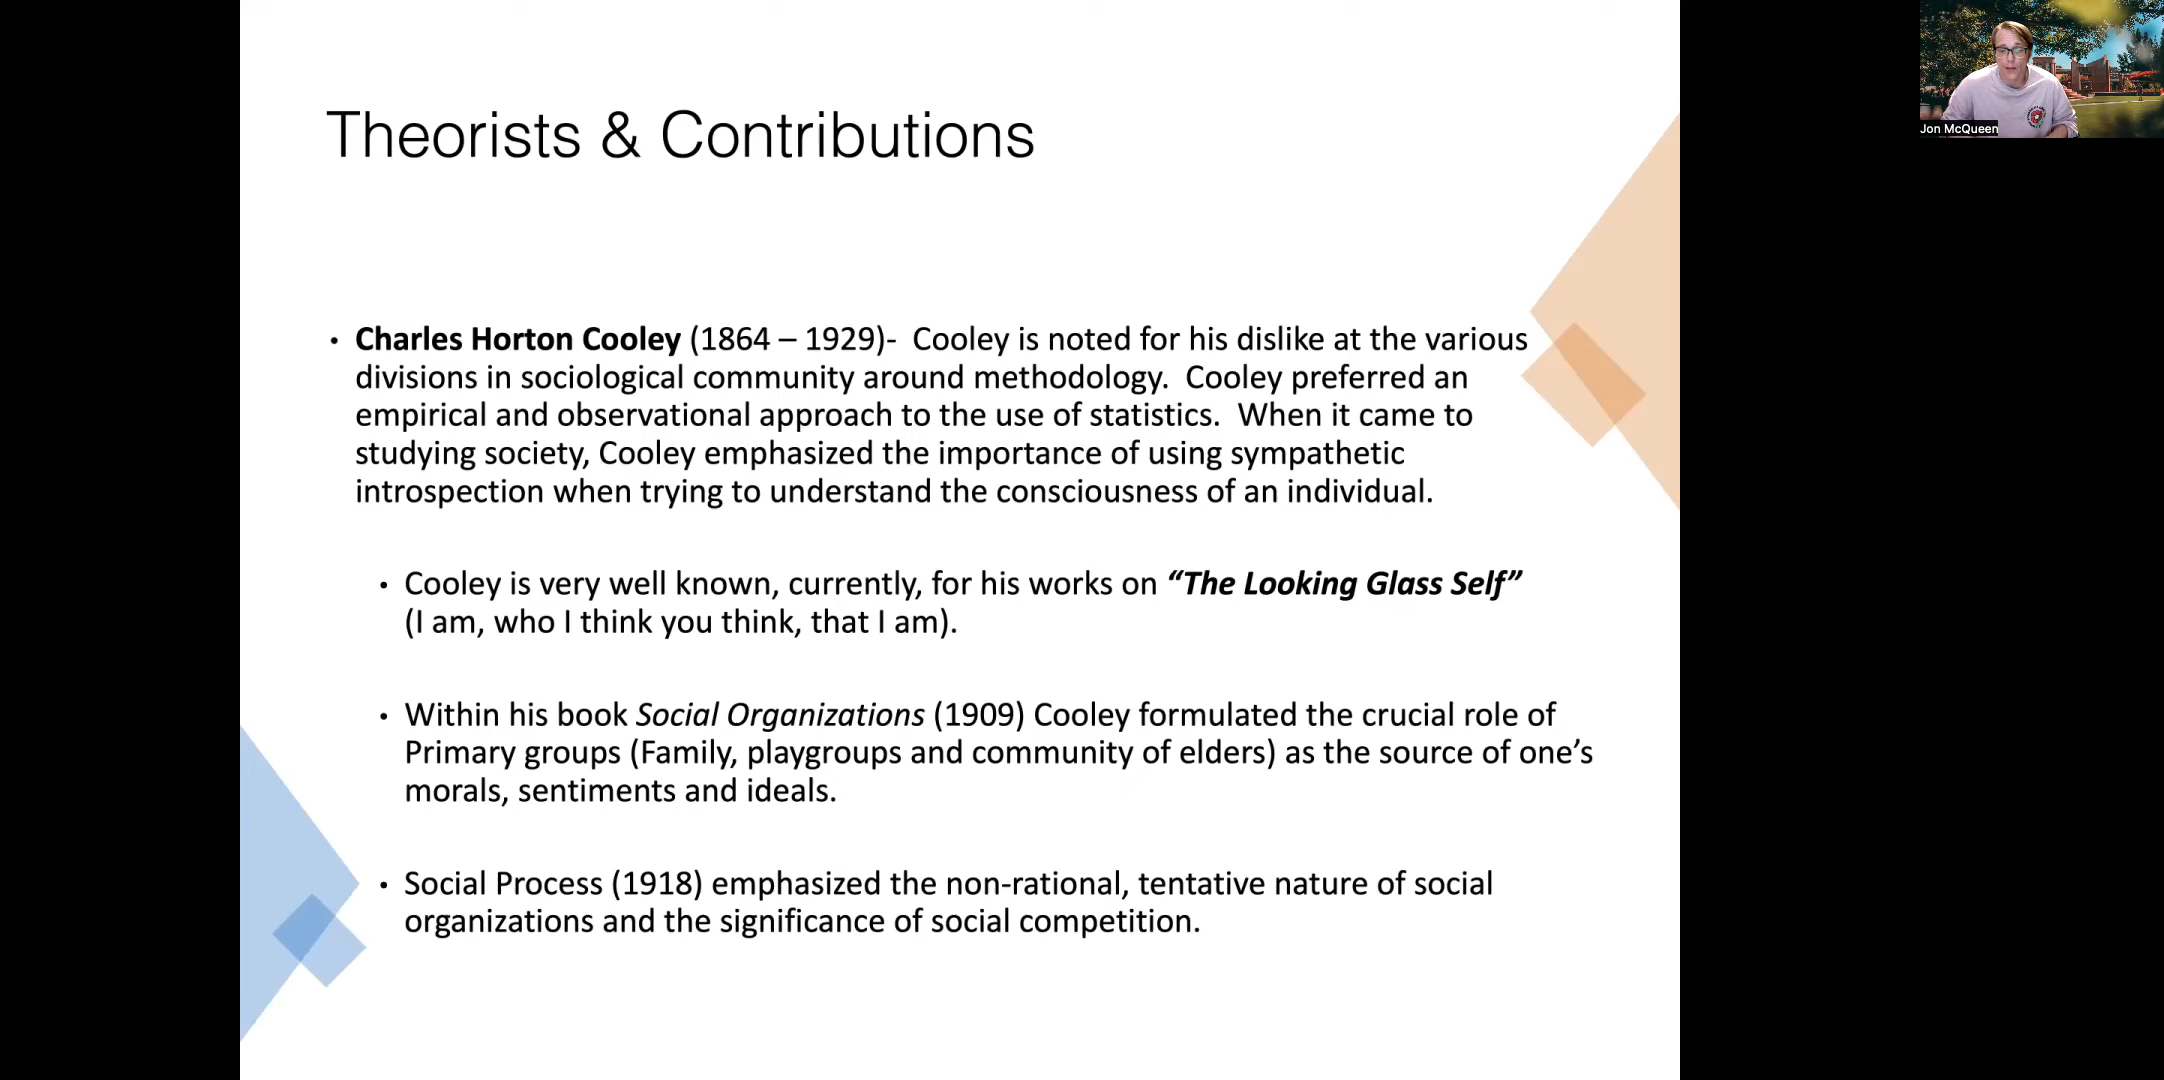 Theorists & Contributions
Jon McQueen
• Charles Horton Cooley (1864 – 1929)-  Cooley is noted for his dislike at the various
divisions in sociological community around methodology.  Cooley preferred an
empirical and observational approach to the use of statistics.  When it came to
studying society, Cooley emphasized the importance of using sympathetic
introspection when trying to understand the consciousness of an individual.
• Cooley is very well known, currently, for his works on “The Looking Glass Self”
(I am, who I think you think, that I am).
• Within his book Social Organizations (1909) Cooley formulated the crucial role of
Primary groups (Family, playgroups and community of elders) as the source of one’s
morals, sentiments and ideals.
• Social Process (1918) emphasized the non-rational, tentative nature of social
organizations and the significance of social competition.